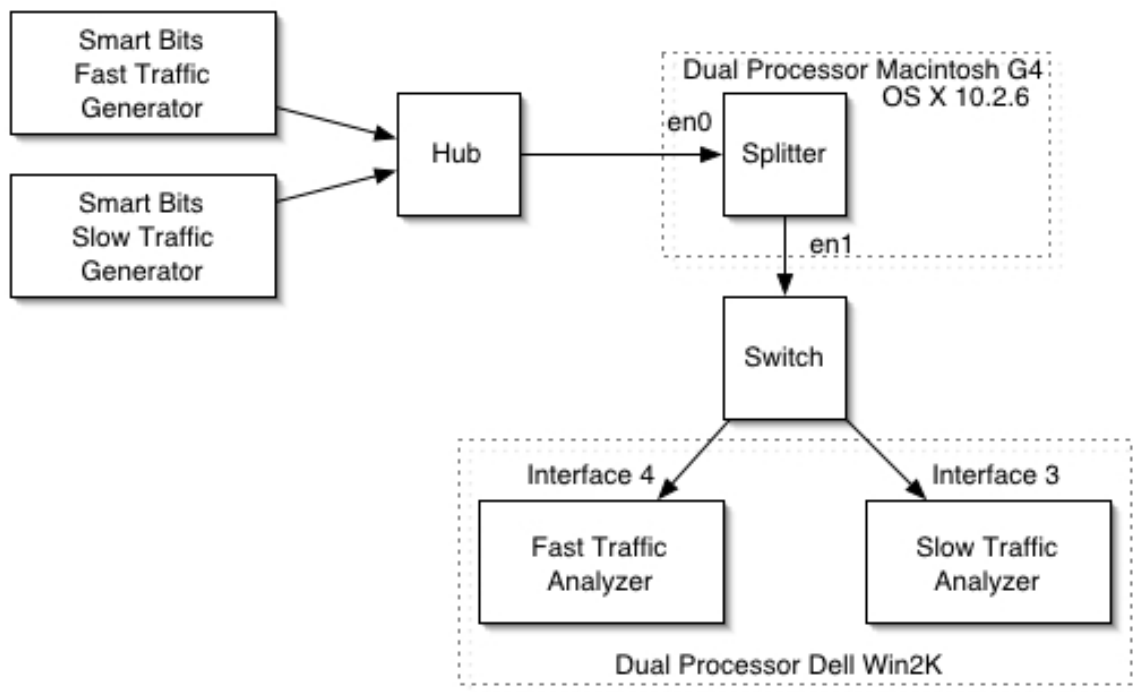 Smart Bits
Fast Traffic
Generator
Smart Bits
Slow Traffic
Generator
Hub
Dual Processor Macintosh G4
OS X 10.2.6
en0
Splitter
en1
Switch
Interface 4
Interface 3
Fast Traffic
Analyzer
Slow Traffic
Analyzer
Dual Processor Dell Win2K